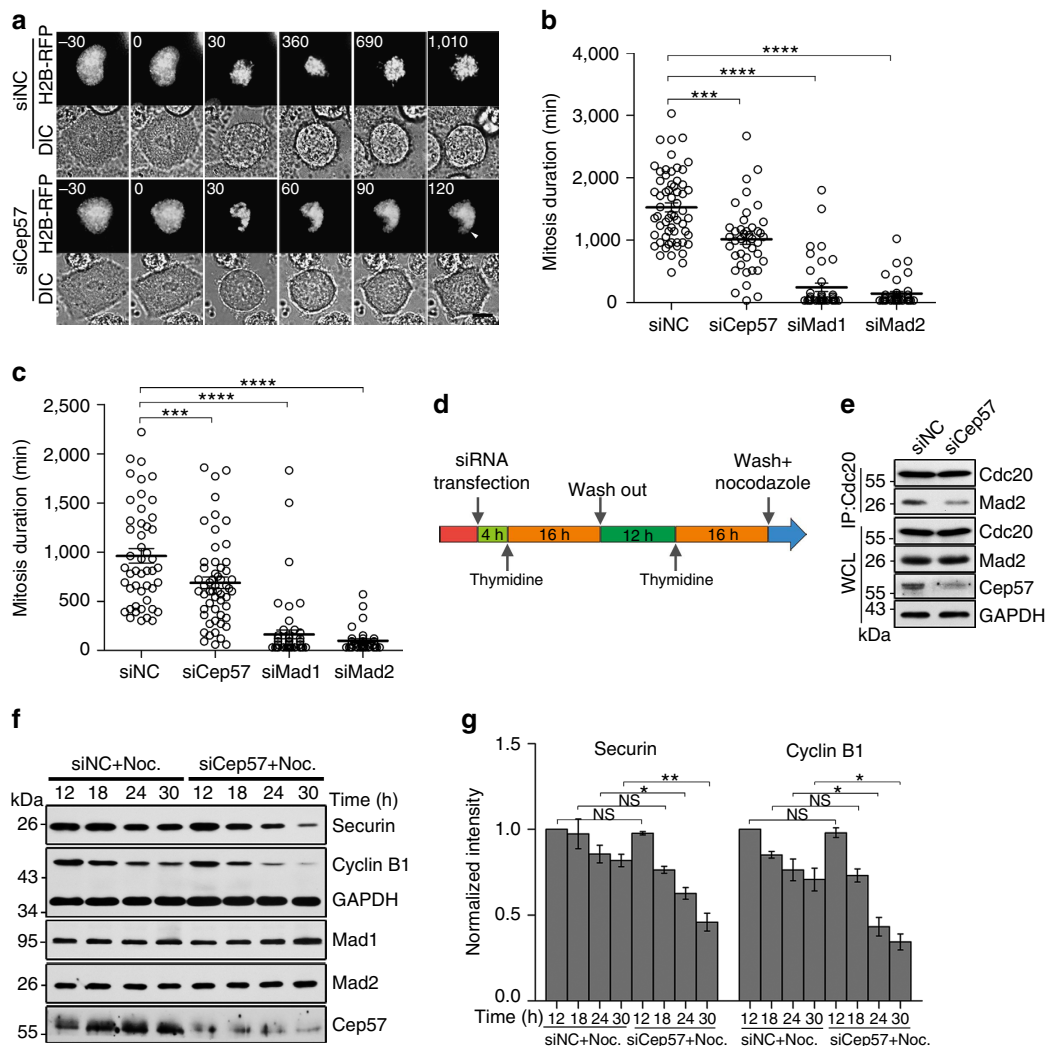 a
siNC
H2B-RFP
–30 0 30 360 690 1,010
DIC
siCep57
H2B-RFP
–30 0 30 60 90 120
DIC
b
Mitosis duration (min)
4,000
3,000
2,000
1,000
0
****
****
***
siNC siCep57 siMad1 siMad2
c
Mitosis duration (min)
2,500
2,000
1,500
1,000
500
0
****
****
***
siNC siCep57 siMad1 siMad2
d
siRNA
transfection
Wash out
Wash+
nocodazole
4 h 16 h 12 h 16 h
Thymidine Thymidine
e
siNC siCep57
IP:Cdc20
55 Cdc20
26 Mad2
WCL
55 Cdc20
26 Mad2
55 Cep57
43 GAPDH
kDa
f
siNC+Noc. siCep57+Noc.
kDa 12 18 24 30 12 18 24 30 Time (h)
26 Securin
Cyclin B1
43
GAPDH
34
95 Mad1
26 Mad2
55 Cep57
g
Normalized intensity
1.5
1.0
0.5
0.0
Securin Cyclin B1
** *
* *
NS NS
NS NS
Time (h) 12 18 24 30 12 18 24 30 12 18 24 30 12 18 24 30
siNC+Noc. siCep57+Noc. siNC+Noc. siCep57+Noc.